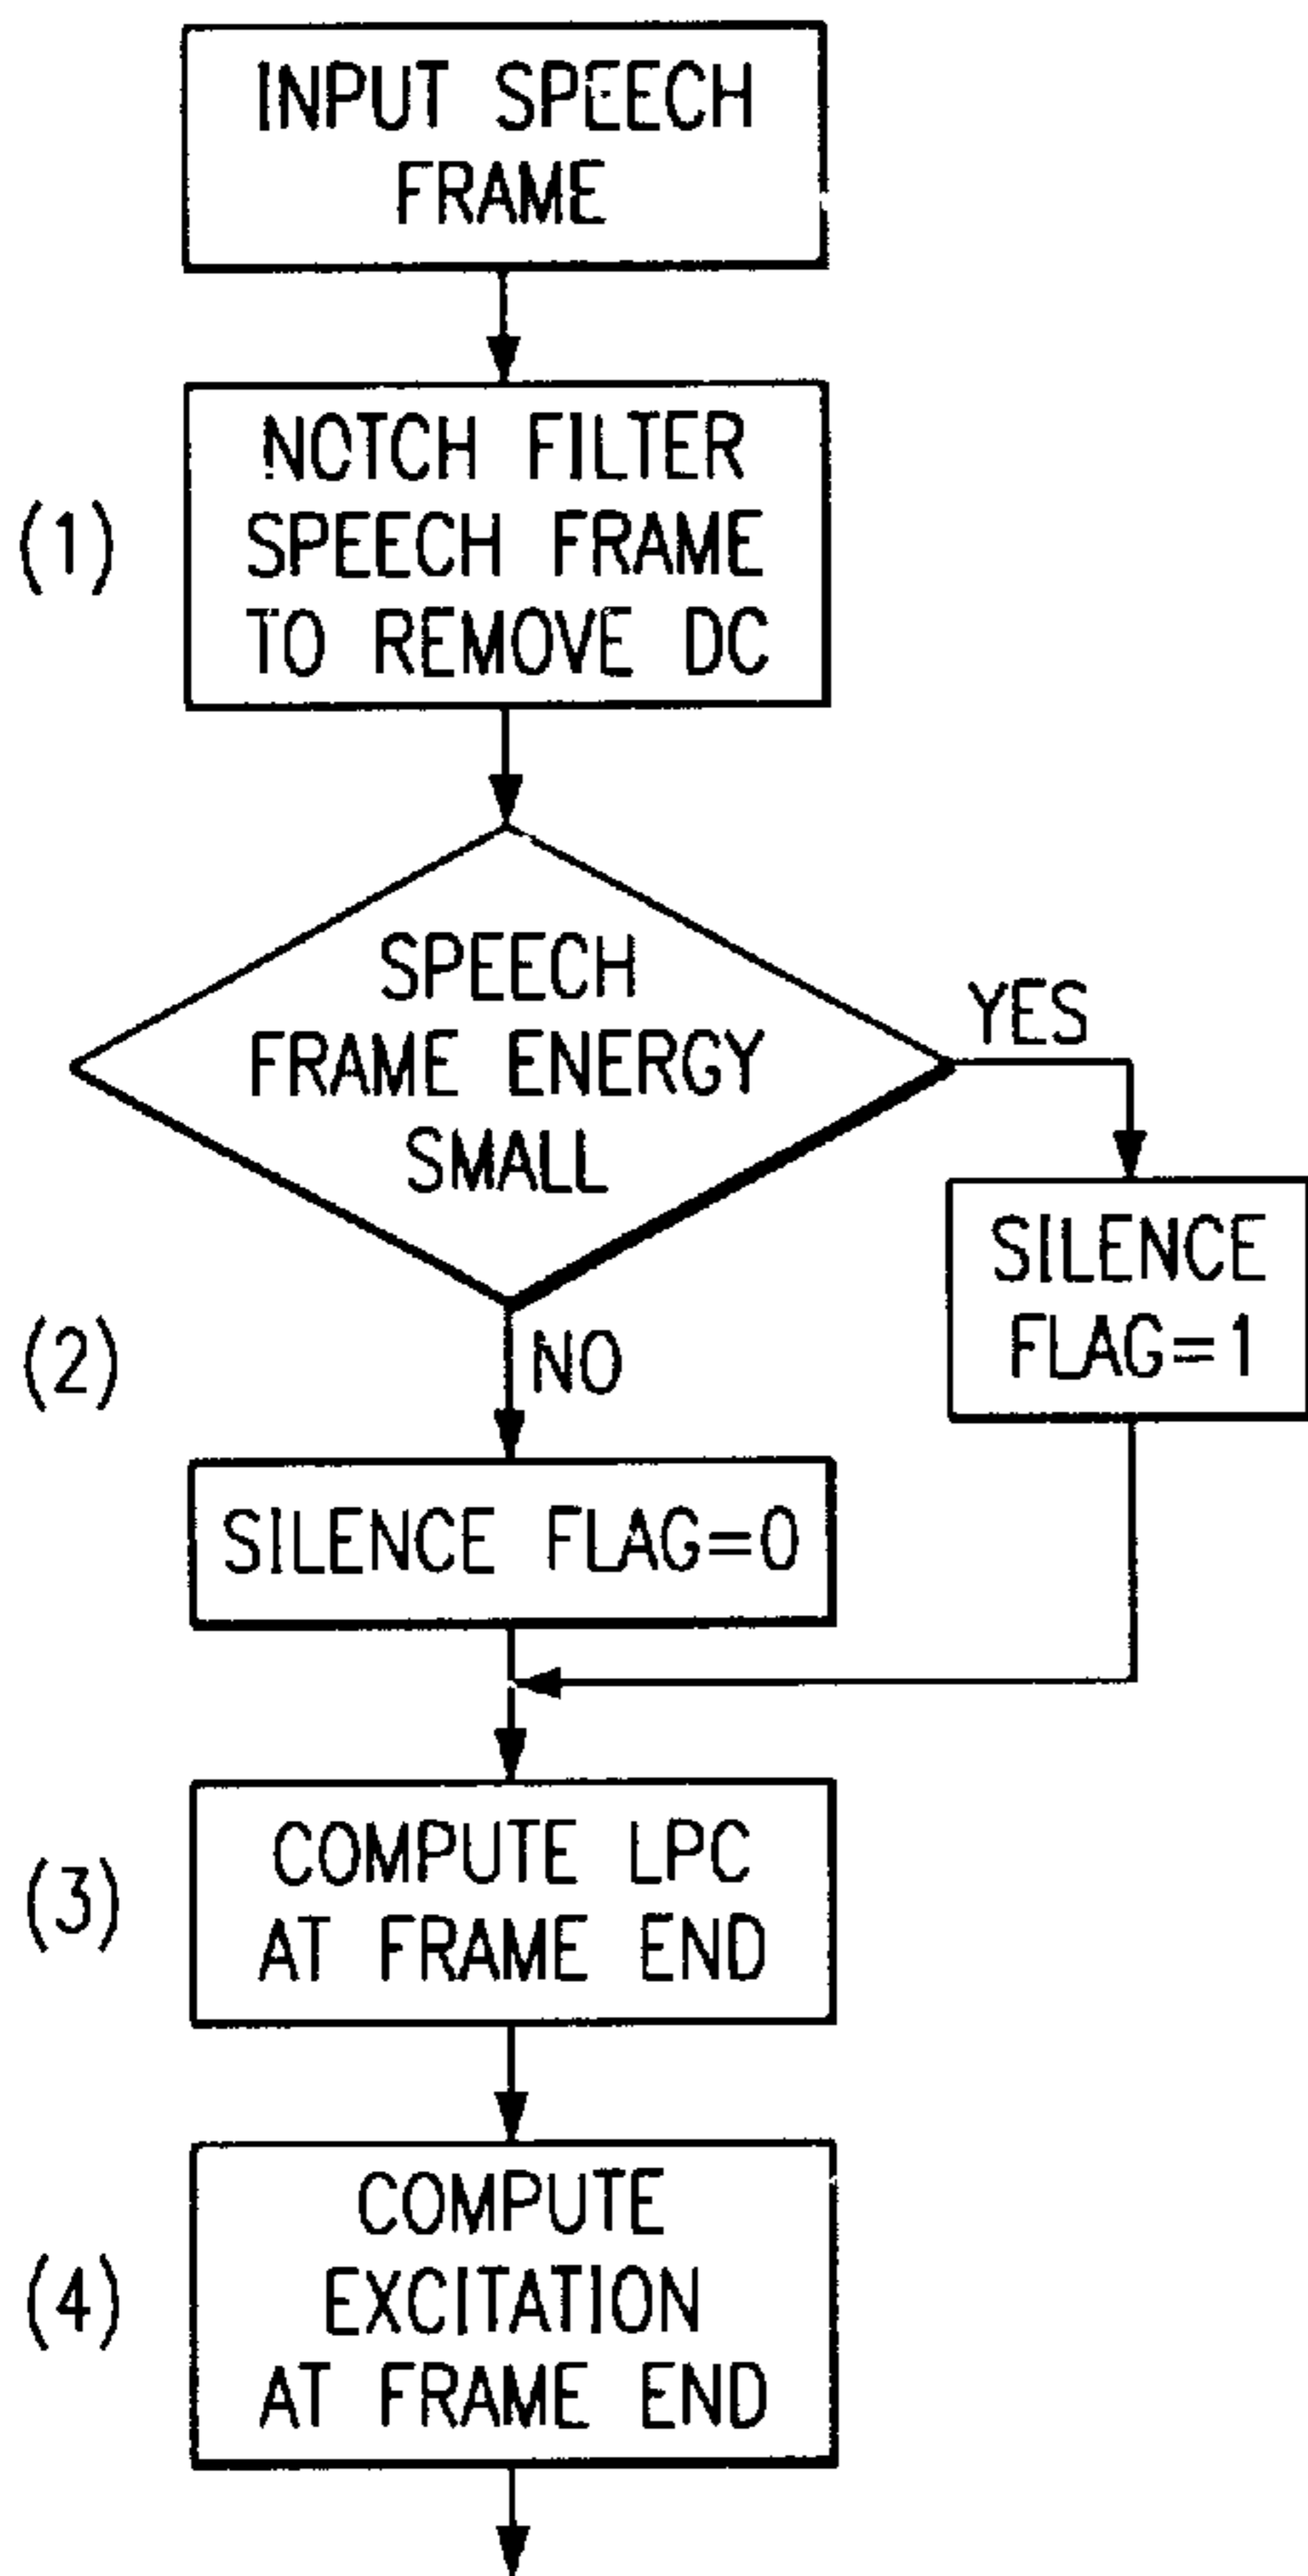 INPUT SPEECH
FRAME
(1)
NOTCH FILTER
SPEECH FRAME
TO REMOVE DC
SPEECH
FRAME ENERGY
SMALL
YES
SILENCE
FLAG=1
(2)
NO
SILENCE FLAG=0
(3)
COMPUTE LPC
AT FRAME END
(4)
COMPUTE
EXCITATION
AT FRAME END